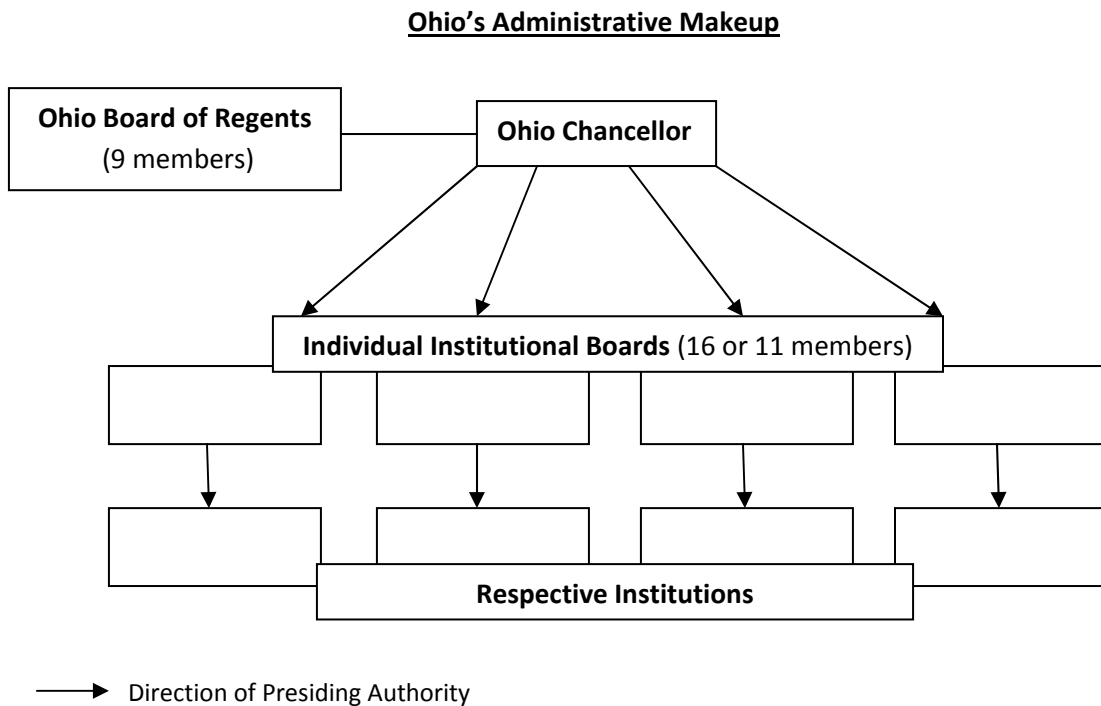 Ohio’s Administrative Makeup
Ohio Board of Regents
(9 members)
Ohio Chancellor
Individual Institutional Boards (16 or 11 members)
Respective Institutions
Direction of Presiding Authority